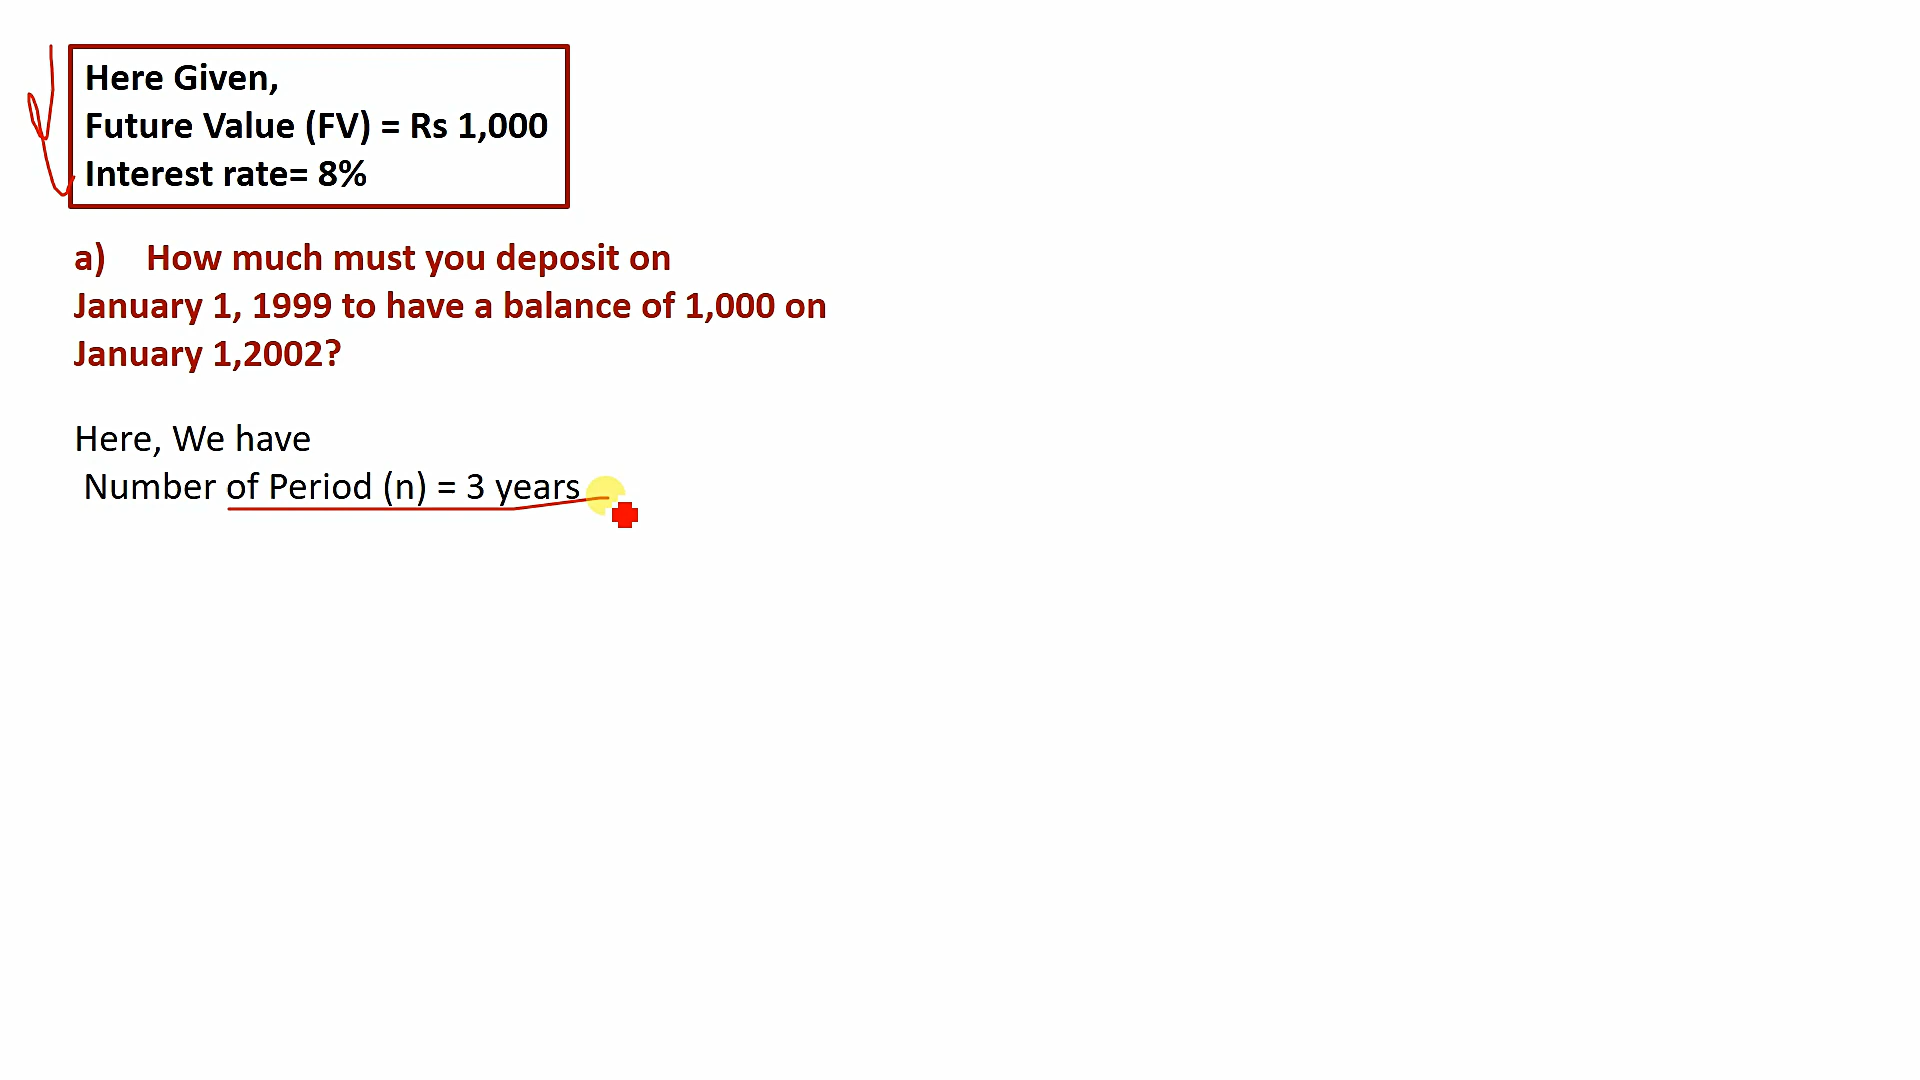 Here Given,
Future Value (FV) = Rs 1,000
Interest rate= 8%
a) How much must you deposit on
January 1, 1999 to have a balance of 1,000 on
January 1,2002?
Here, We have
Number of Period (n) = 3 years